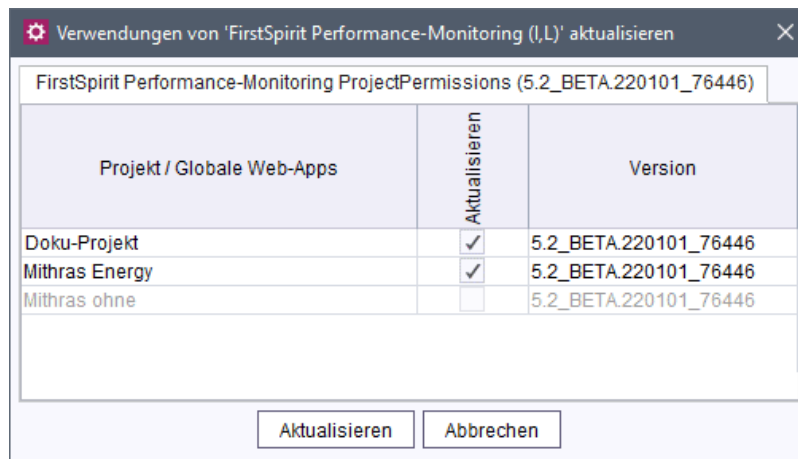 Verwendungen von 'FirstSpirit Performance-Monitoring (I,L)' aktualisieren
FirstSpirit Performance-Monitoring ProjectPermissions (5.2_BETA.220101_76446)
Projekt / Globale Web-Apps
Aktualisieren
Version
Doku-Projekt 5.2_BETA.220101_76446
Mithras Energy 5.2_BETA.220101_76446
Mithras ohne 5.2_BETA.220101_76446
Aktualisieren Abbrechen